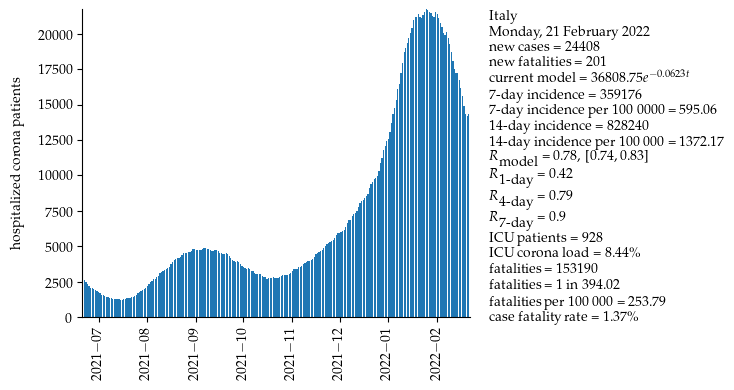 hospitalized corona patients
20000
17500
15000
12500
10000
7500
5000
2500
0
2021−07
2021−08
2021−09
2021−10
2021−11
2021−12
2022−01
2022−02
Italy
Monday, 21 February 2022
new cases = 24408
new fatalities = 201
current model = 36808.75e^{−0.0623t}
7-day incidence = 359176
7-day incidence per 100 0000 = 595.06
14-day incidence = 828240
14-day incidence per 100 000 = 1372.17
R_model = 0.78, [0.74, 0.83]
R_1-day = 0.42
R_4-day = 0.79
R_7-day = 0.9
ICU patients = 928
ICU corona load = 8.44%
fatalities = 153190
fatalities = 1 in 394.02
fatalities per 100 000 = 253.79
case fatality rate = 1.37%